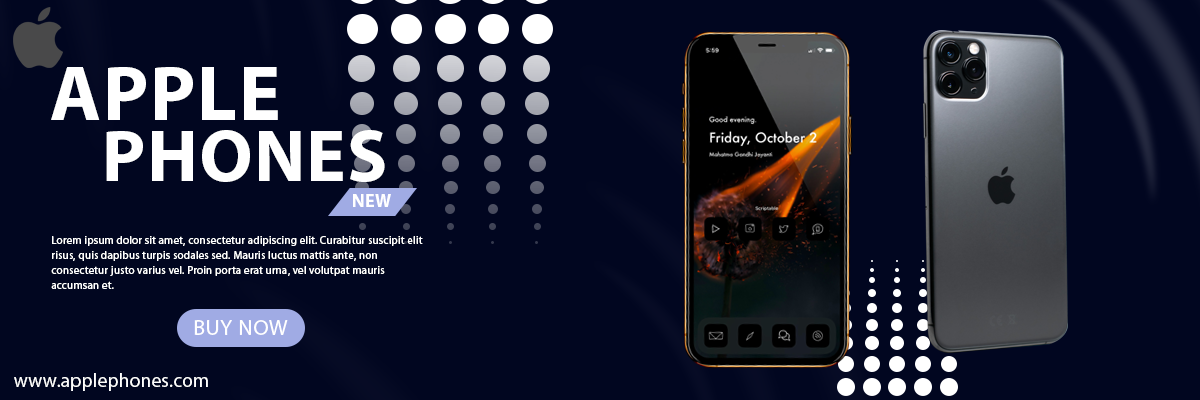 APPLE
PHONES
NEW
Lorem ipsum dolor sit amet, consectetur adipiscing elit. Curabitur suscipit elit
risus, quis dapibus turpis sodales sed. Mauris luctus mattis ante, non
consectetur justo varius vel. Proin porta erat urna, vel volutpat mauris
accumsan et.
BUY NOW
www.applephones.com
5:59
Good evening.
Friday, October 2
Mahatma Gandhi Jayanti
Scriptable